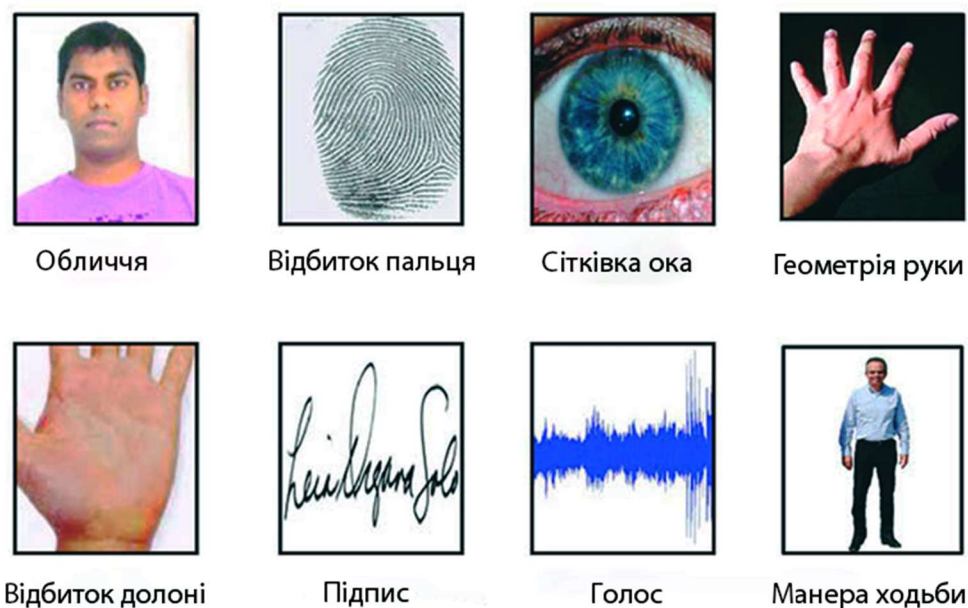 Обличчя
Відбиток пальця
Сітківка ока
Геометрія руки
Leia Organa Solo
Відбиток долоні
Підпис
Голос
Манера ходьби